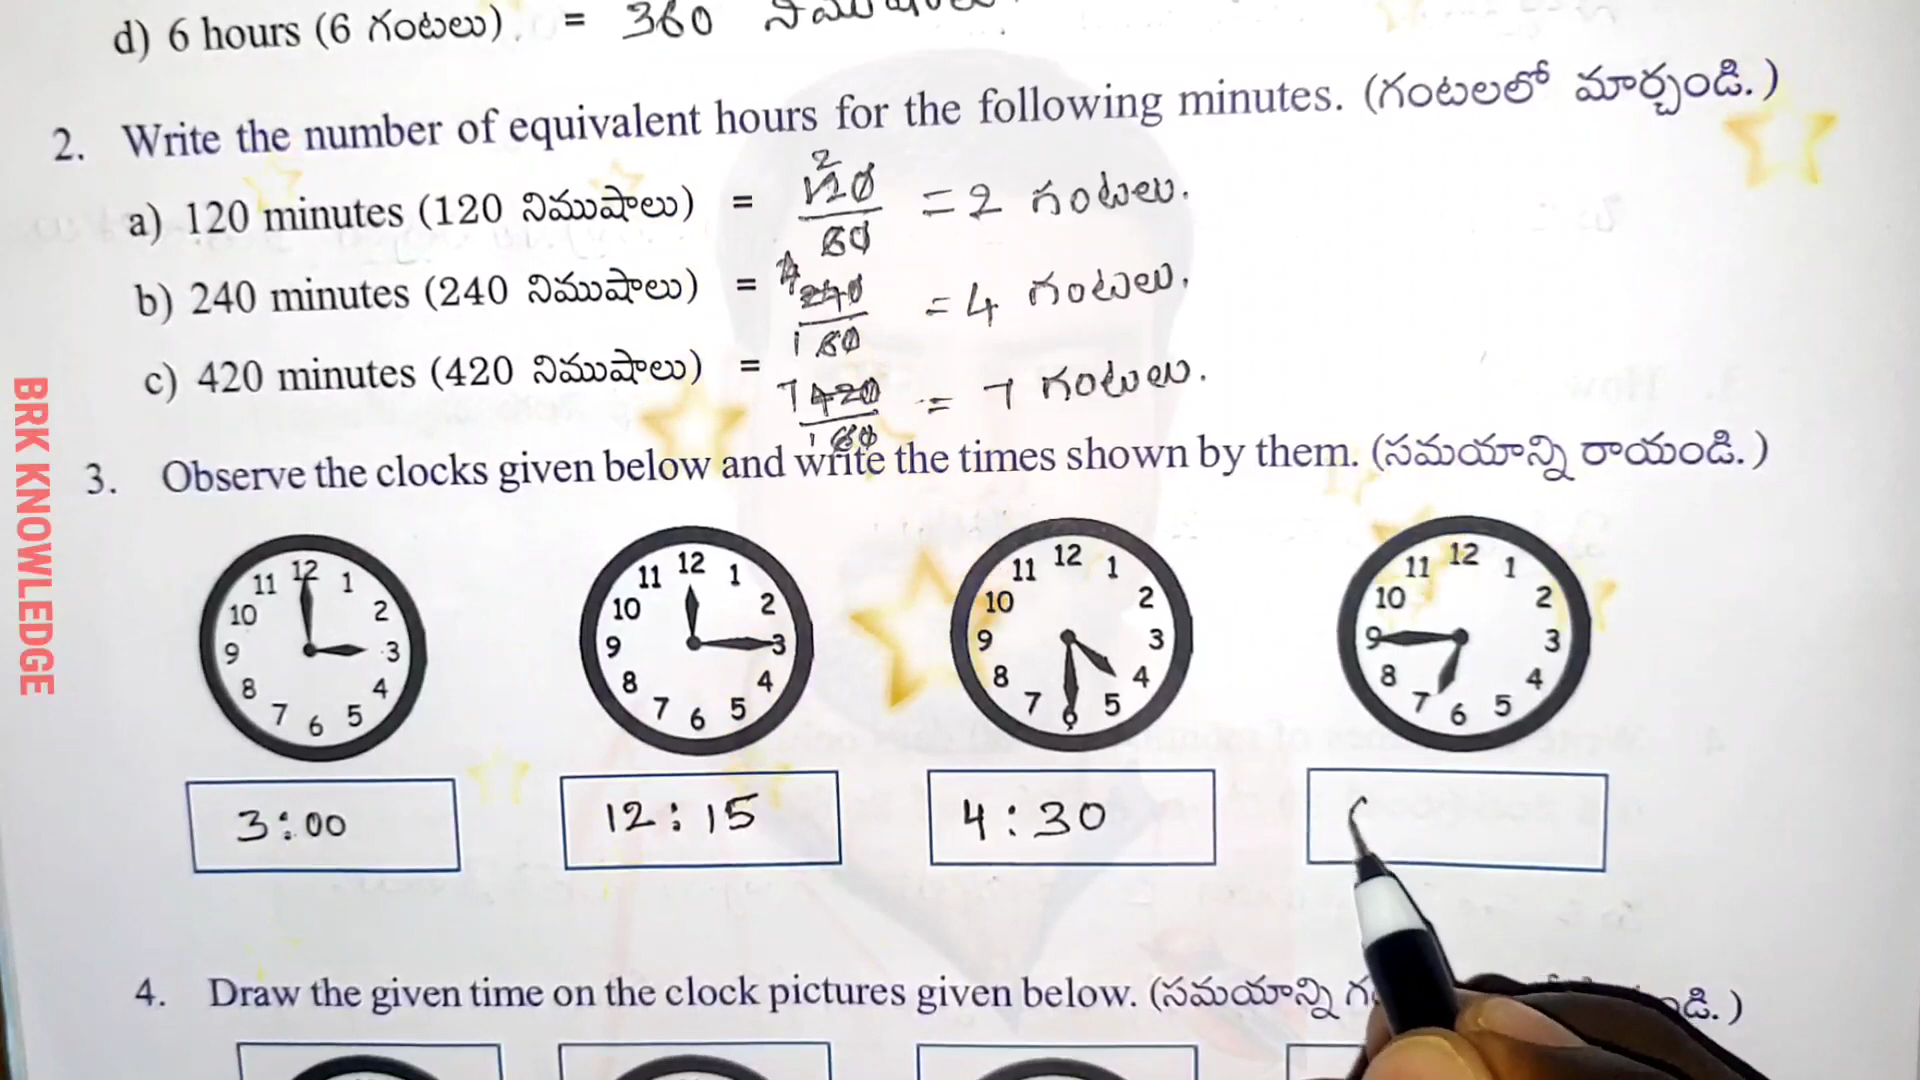 d) 6 hours (6 గంటలు) = 360
2. Write the number of equivalent hours for the following minutes. (గంటలలో మార్చండి.)
a) 120 minutes (120 నిముషాలు) = 2 120/60 = 2 గంటలు.
b) 240 minutes (240 నిముషాలు) = 4 240/1 60 = 4 గంటలు.
c) 420 minutes (420 నిముషాలు) = 7 420/1 60 = 7 గంటలు.
3. Observe the clocks given below and write the times shown by them. (సమయాన్ని రాయండి.)
12 1 2 3 4 5 6 7 8 9 10 11
12 1 2 3 4 5 6 7 8 9 10 11
12 1 2 3 4 5 6 7 8 9 10 11
12 1 2 3 4 5 6 7 8 9 10 11
3:00
12:15
4:30
4. Draw the given time on the clock pictures given below. (సమయాన్ని
BRK KNOWLEDGE